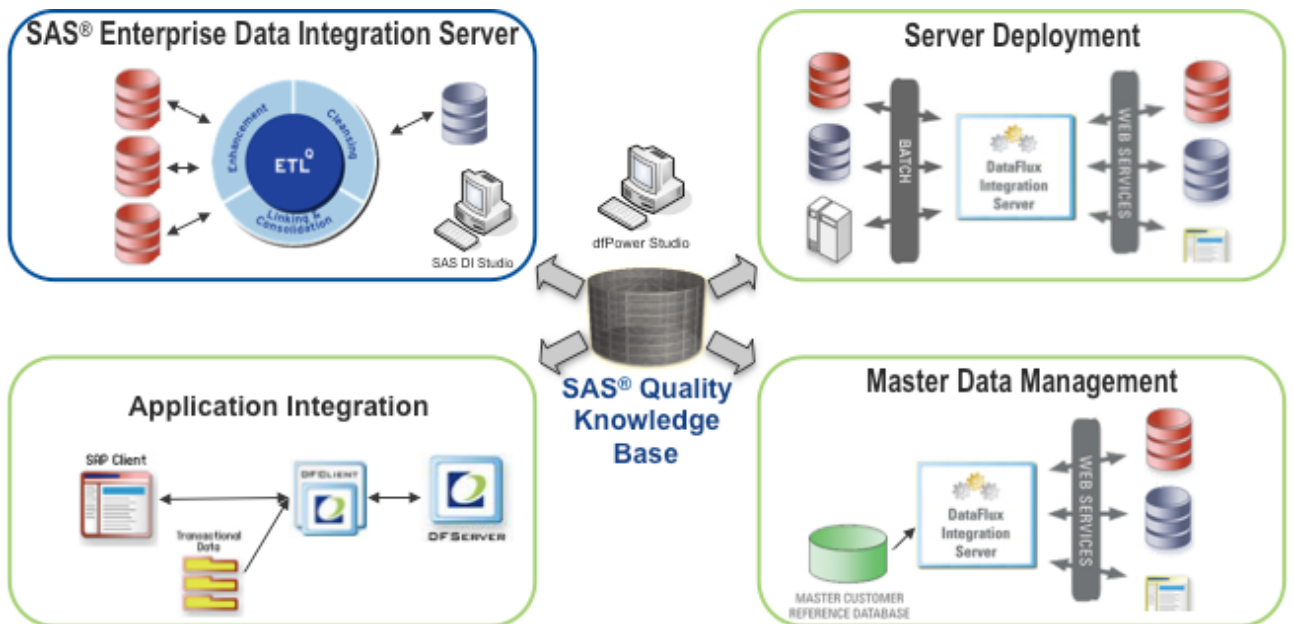 SAS® Enterprise Data Integration Server
Enhancement
Cleansing
ETL Q
Linking &
Consolidation
SAS DI Studio
dfPower Studio
Server Deployment
BATCH
DataFlux
Integration
Server
WEB SERVICES
SAS® Quality
Knowledge
Base
Application Integration
SAP Client
Transactional
Data
DFCLIENT
DFSERVER
Master Data Management
DataFlux
Integration
Server
WEB SERVICES
MASTER CUSTOMER
REFERENCE DATABASE